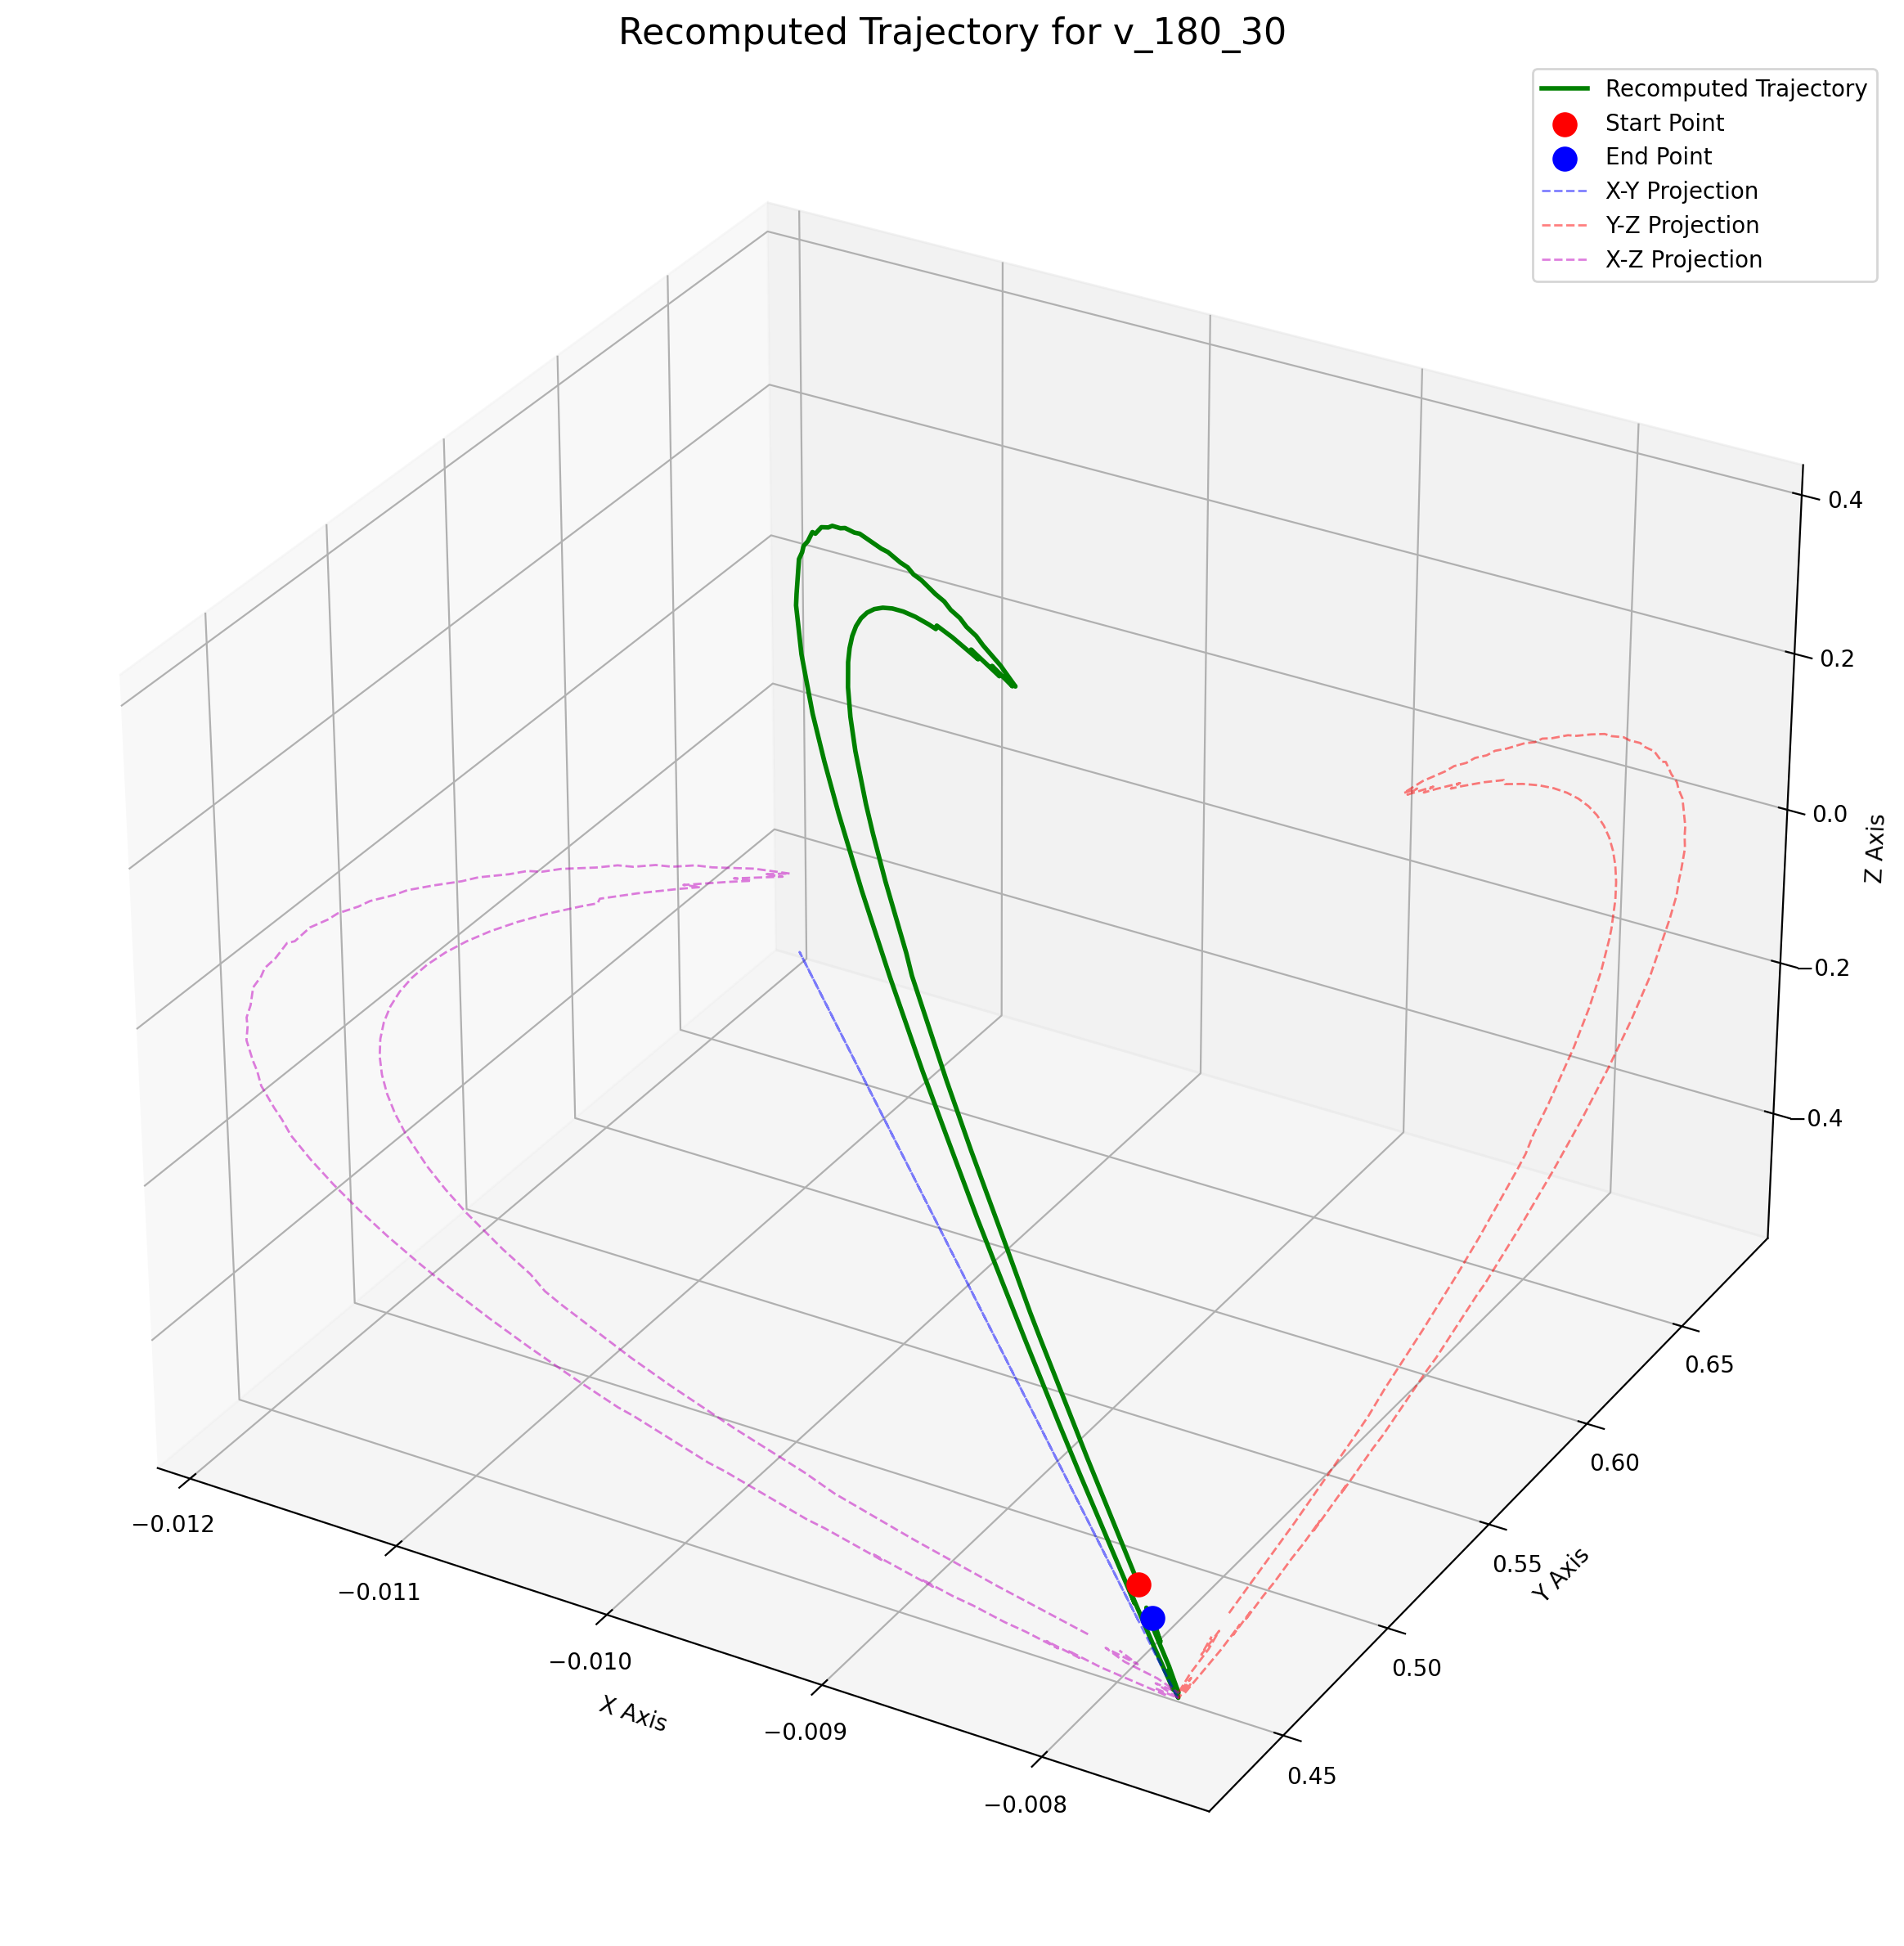 Recomputed Trajectory for v_180_30
Recomputed Trajectory
Start Point
End Point
X-Y Projection
Y-Z Projection
X-Z Projection
0.4
0.2
0.0
−0.2
−0.4
Z Axis
0.65
0.60
0.55
0.50
0.45
Y Axis
−0.012
−0.011
−0.010
−0.009
−0.008
X Axis